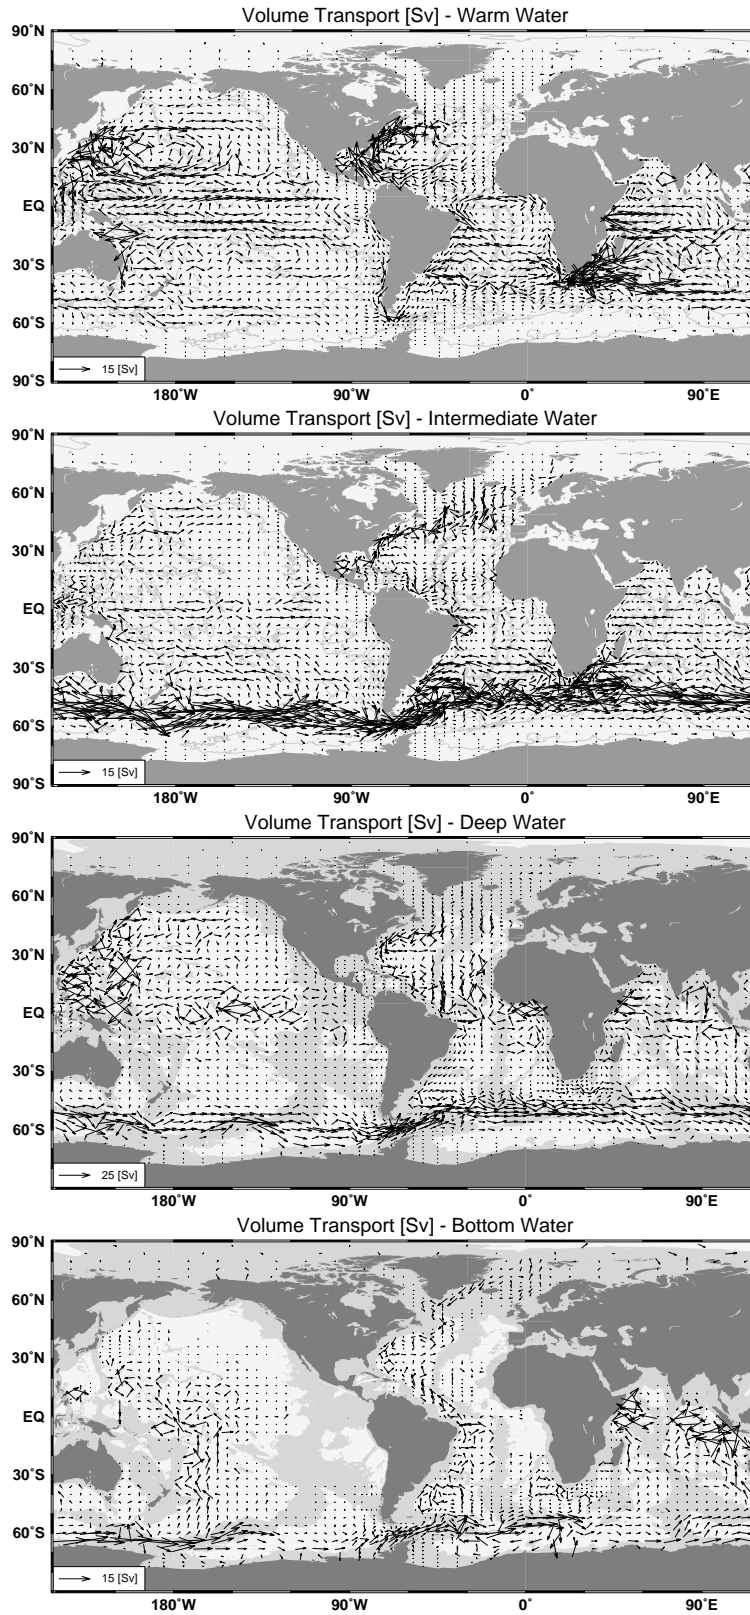 Volume Transport [Sv] - Warm Water
90˚N
60˚N
30˚N
EQ
30˚S
60˚S
90˚S
15 [Sv]
180˚W 90˚W 0˚ 90˚E
Volume Transport [Sv] - Intermediate Water
90˚N
60˚N
30˚N
EQ
30˚S
60˚S
90˚S
15 [Sv]
180˚W 90˚W 0˚ 90˚E
Volume Transport [Sv] - Deep Water
90˚N
60˚N
30˚N
EQ
30˚S
60˚S
25 [Sv]
180˚W 90˚W 0˚ 90˚E
Volume Transport [Sv] - Bottom Water
90˚N
60˚N
30˚N
EQ
30˚S
60˚S
15 [Sv]
180˚W 90˚W 0˚ 90˚E